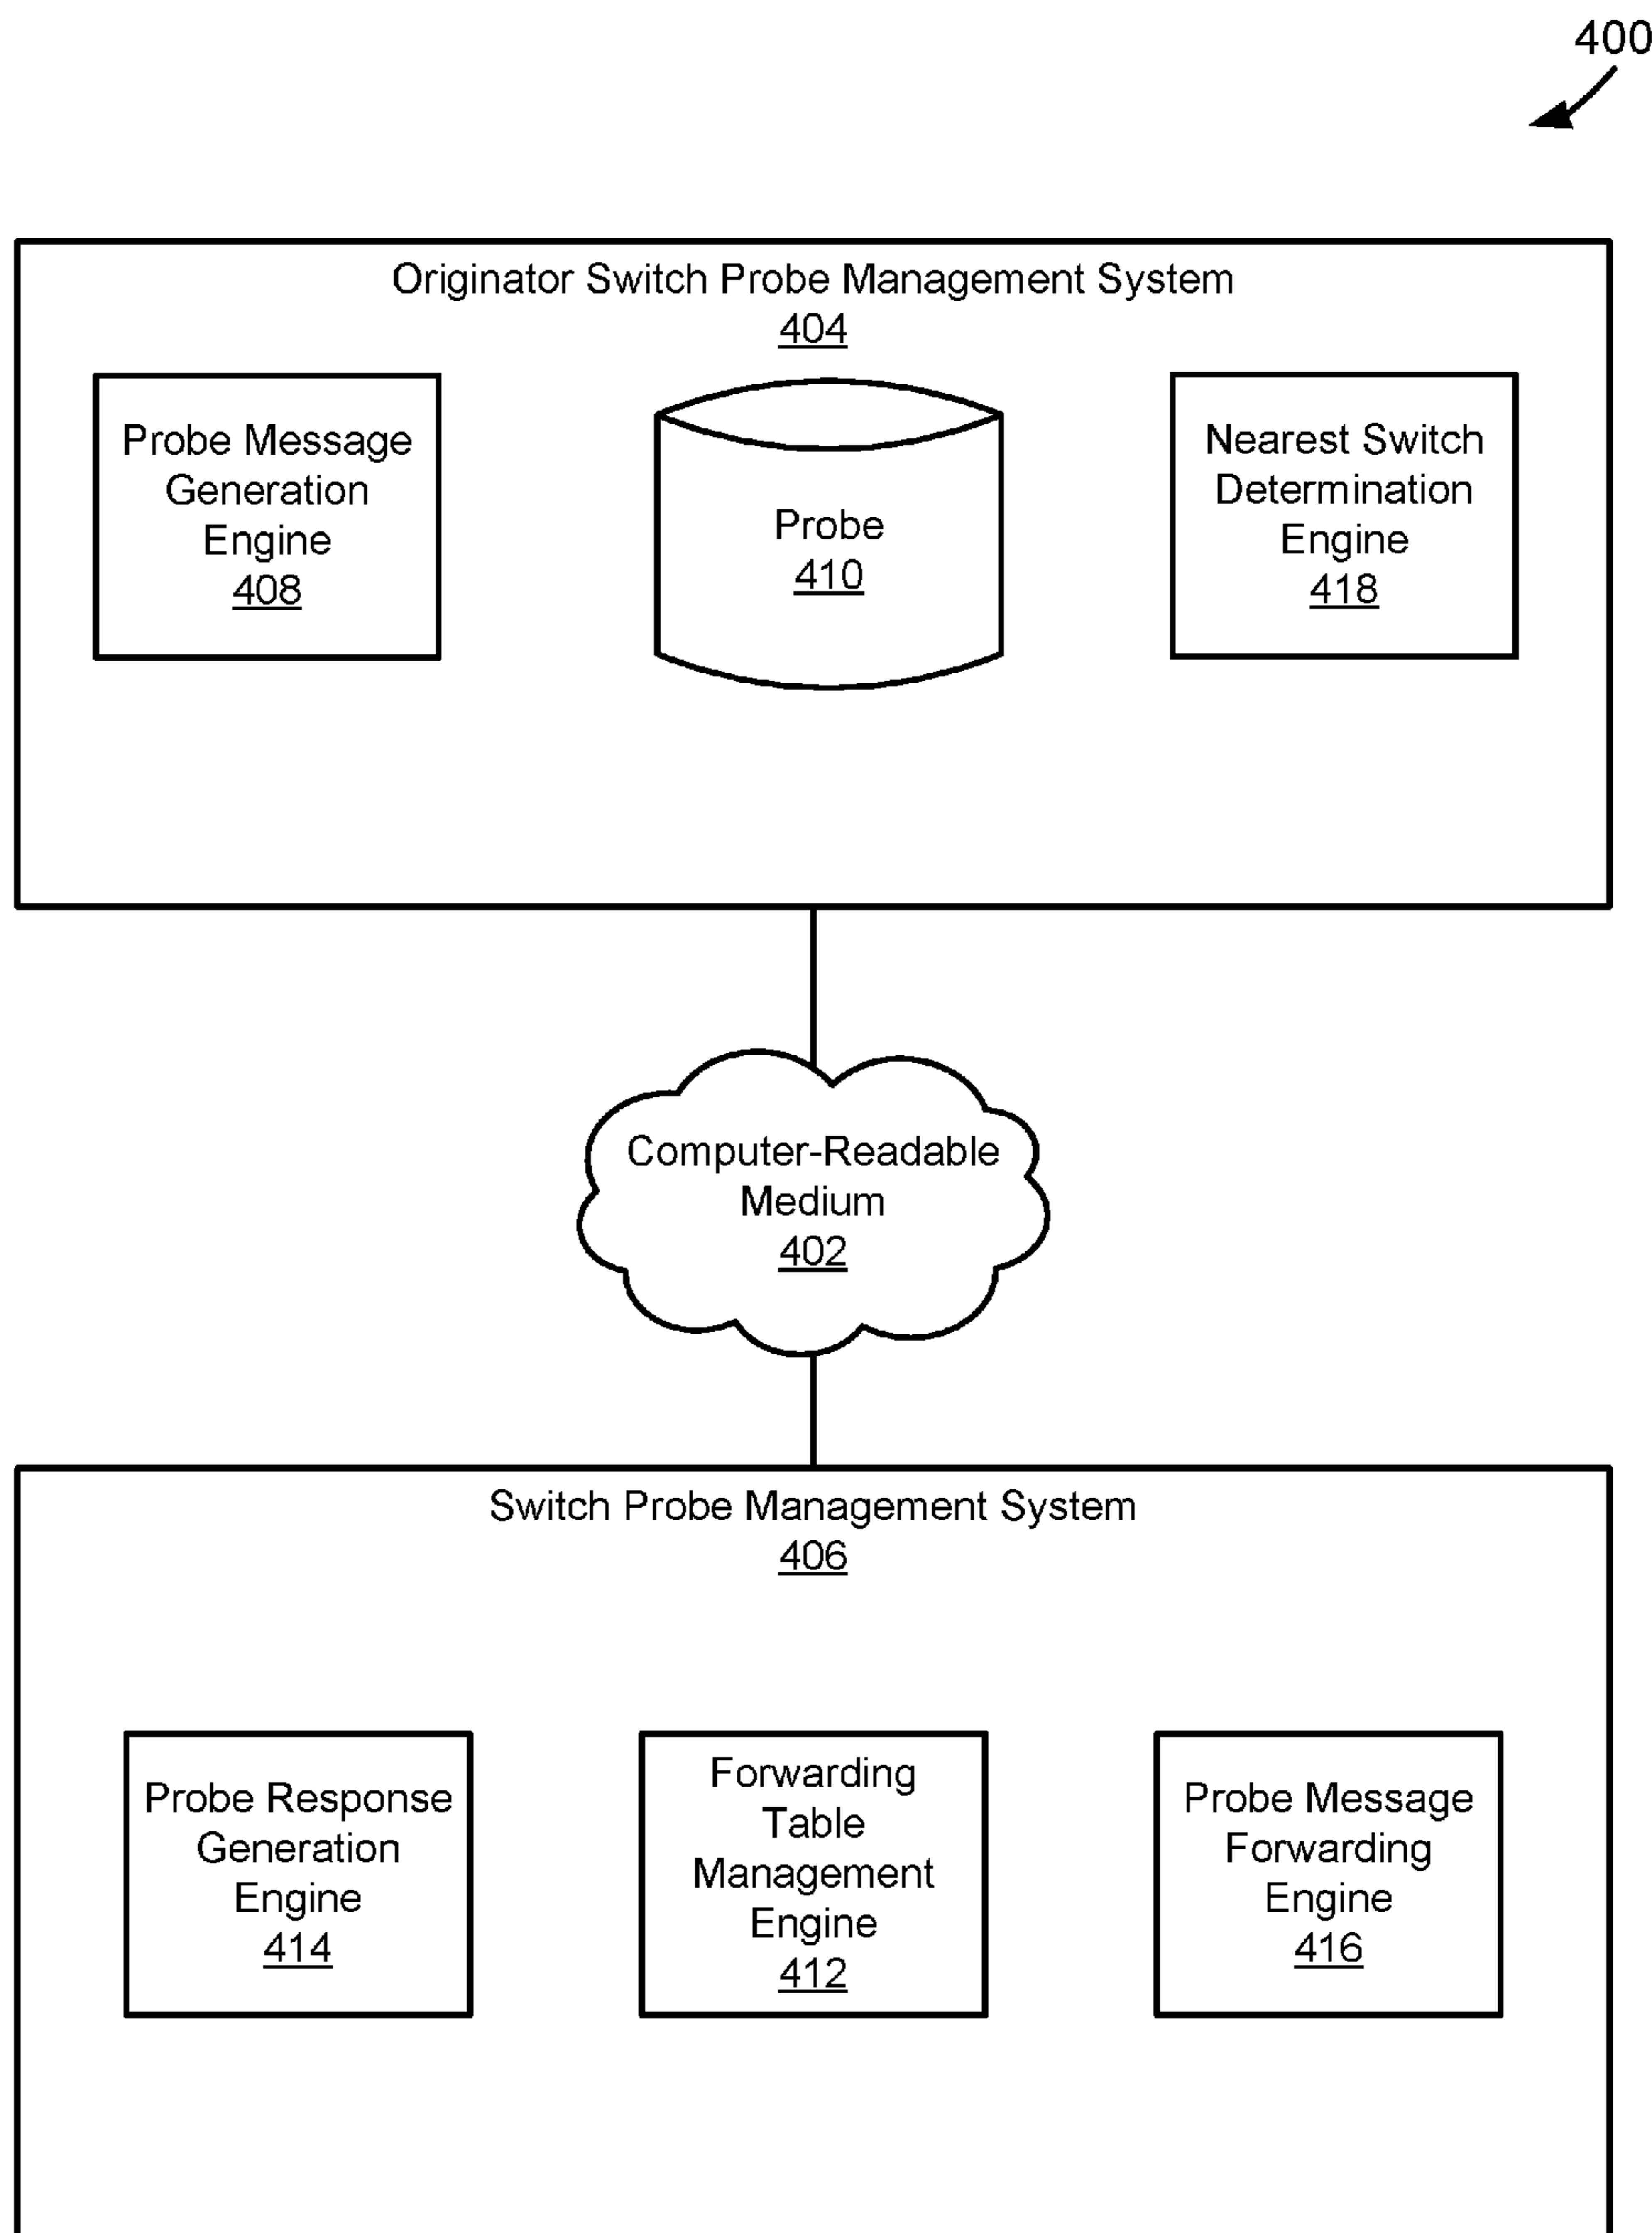 400
Originator Switch Probe Management System
404
Probe Message
Generation
Engine
408
Probe
410
Nearest Switch
Determination
Engine
418
Computer-Readable
Medium
402
Switch Probe Management System
406
Probe Response
Generation
Engine
414
Forwarding
Table
Management
Engine
412
Probe Message
Forwarding
Engine
416